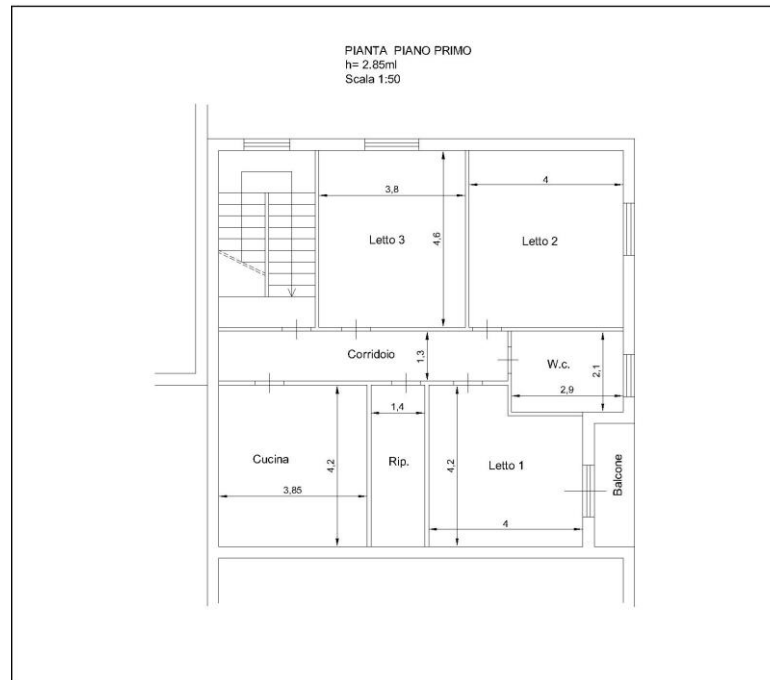 PIANTA PIANO PRIMO
h= 2.85ml
Scala 1:50
3,8
4
4,6
Letto 3
Letto 2
Corridoio
1,3
W.c.
2,1
2,9
1,4
Cucina
4,2
Rip.
4,2
Letto 1
Balcone
3,85
4